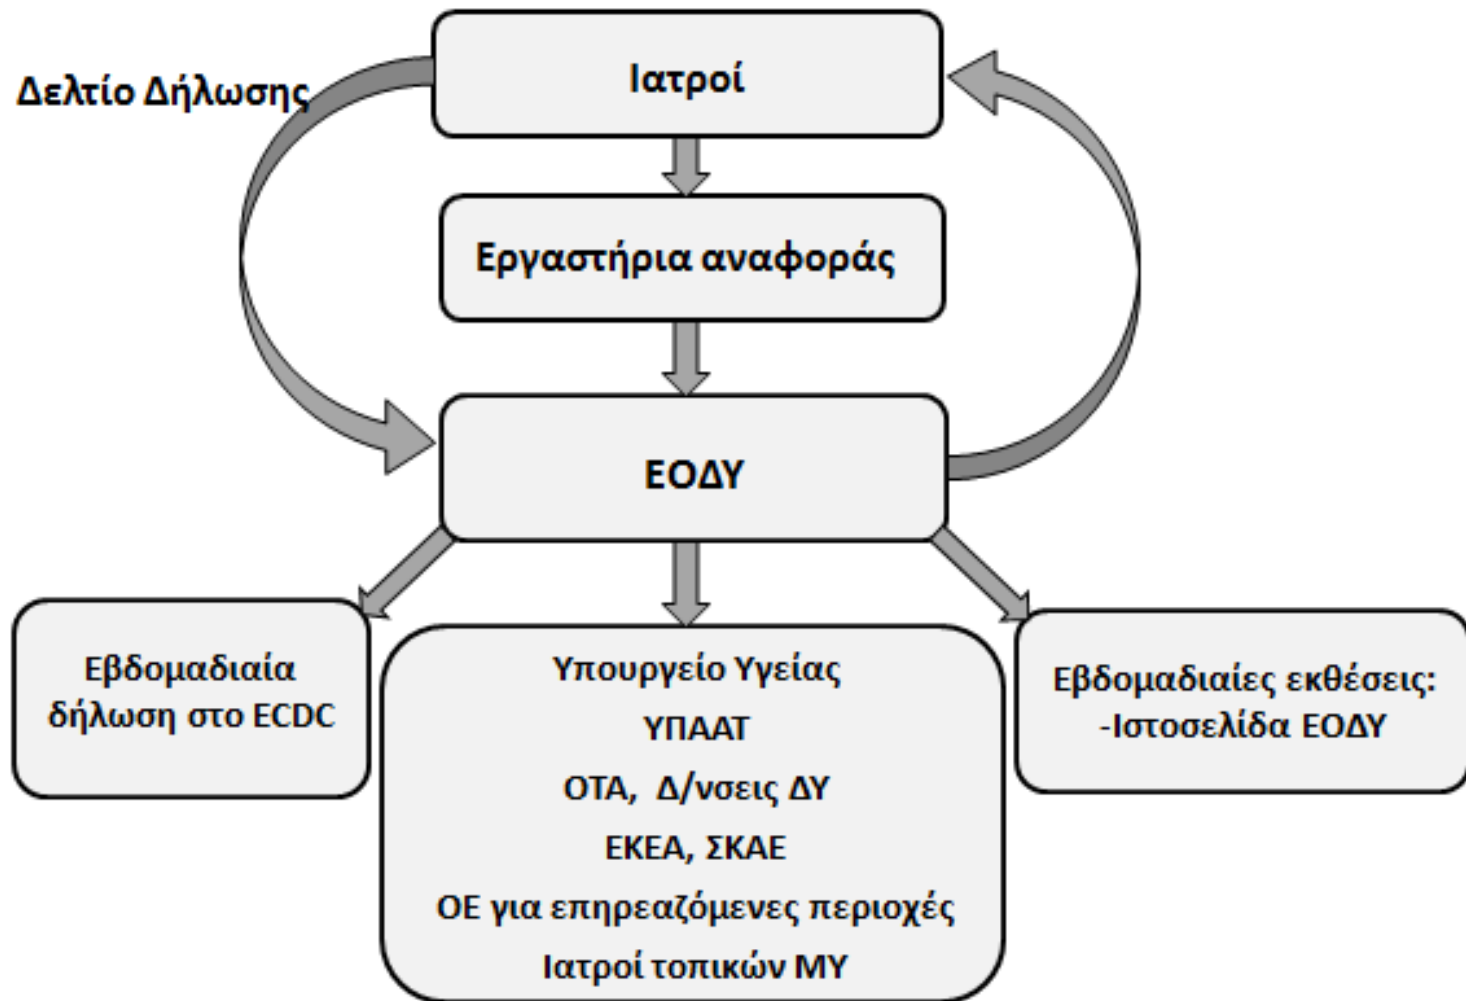 Ιατροί
Δελτίο Δήλωσης
Εργαστήρια αναφοράς
ΕΟΔΥ
Εβδομαδιαία
δήλωση στο ECDC
Υπουργείο Υγείας
ΥΠΑΑΤ
ΟΤΑ, Δ/νσεις ΔΥ
ΕΚΕΑ, ΣΚΑΕ
ΟΕ για επηρεαζόμενες περιοχές
Ιατροί τοπικών ΜΥ
Εβδομαδιαίες εκθέσεις:
-Ιστοσελίδα ΕΟΔΥ